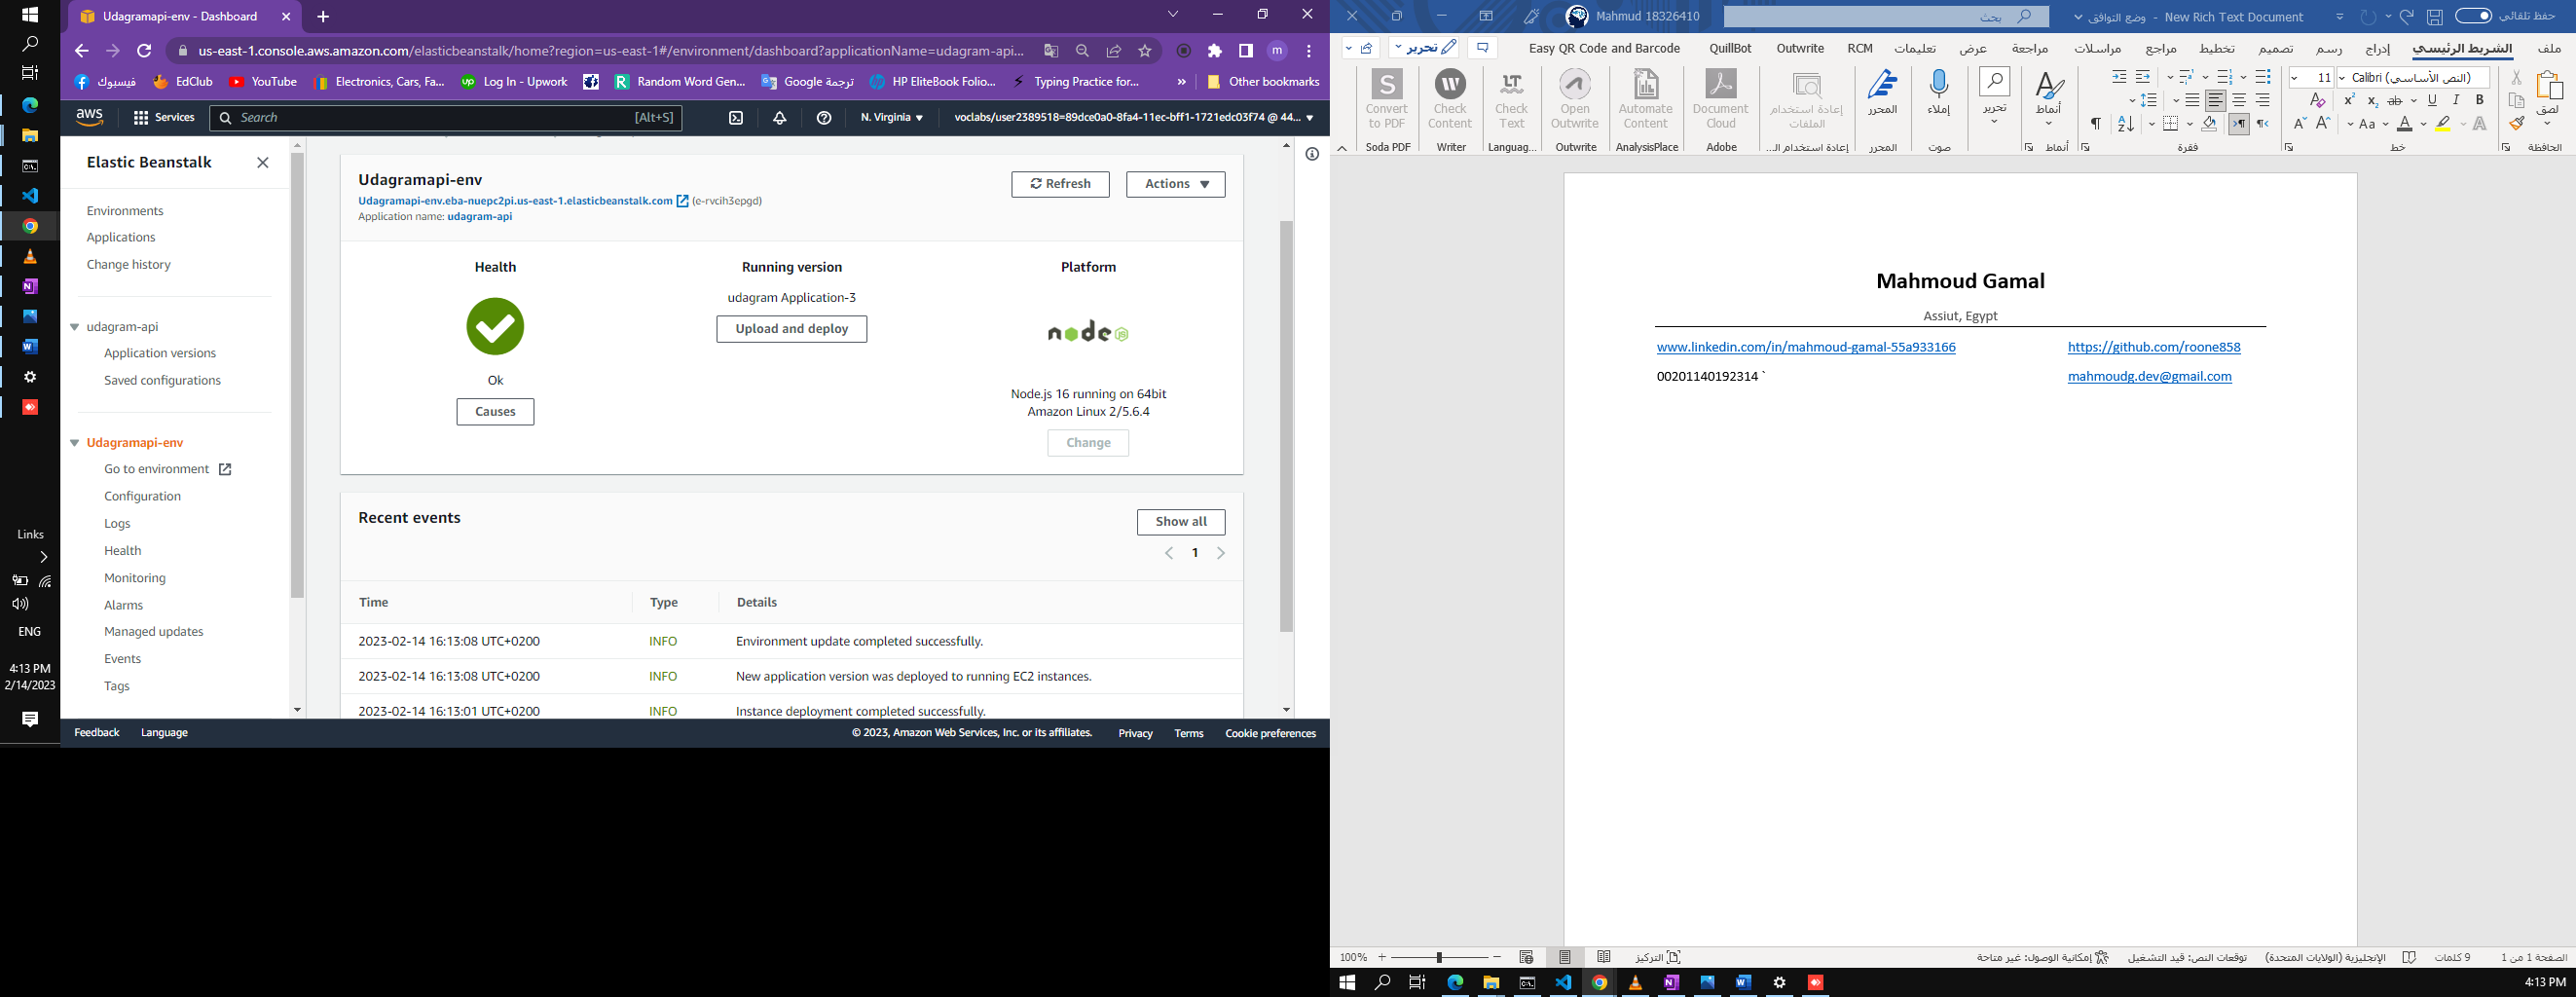 Udagramapi-env - Dashboard
us-east-1.console.aws.amazon.com/elasticbeanstalk/home?region=us-east-1#/environment/dashboard?applicationName=udagram-api...
m
فيسبوك
EdClub
YouTube
Electronics, Cars, Fa...
Log In - Upwork
Random Word Gen...
ترجمة Google
HP EliteBook Folio...
Typing Practice for...
»
Other bookmarks
aws
Services
Search
[Alt+S]
N. Virginia
voclabs/user2389518=89dce0a0-8fa4-11ec-bff1-1721edc03f74 @ 44...
Elastic Beanstalk
Environments
Applications
Change history
udagram-api
Application versions
Saved configurations
Udagramapi-env
Go to environment
Configuration
Logs
Health
Monitoring
Alarms
Managed updates
Events
Tags
Udagramapi-env
Udagramapi-env.eba-nuepc2pi.us-east-1.elasticbeanstalk.com (e-rvcih3epgd)
Application name: udagram-api
Refresh
Actions
Health
Ok
Causes
Running version
udagram Application-3
Upload and deploy
Platform
node JS
Node.js 16 running on 64bit
Amazon Linux 2/5.6.4
Change
Recent events
Show all
1
Time Type Details
2023-02-14 16:13:08 UTC+0200 INFO Environment update completed successfully.
2023-02-14 16:13:08 UTC+0200 INFO New application version was deployed to running EC2 instances.
2023-02-14 16:13:01 UTC+0200 INFO Instance deployment completed successfully.
Feedback Language
© 2023, Amazon Web Services, Inc. or its affiliates. Privacy Terms Cookie preferences
Links
ENG
4:13 PM
2/14/2023
Mahmud 18326410
بحث
New Rich Text Document - وضع التوافق
حفظ تلقائي
ملف
الشريط الرئيسي
إدراج
رسم
تصميم
تخطيط
مراجع
مراسلات
مراجعة
عرض
تعليمات
RCM
Outwrite
QuillBot
Easy QR Code and Barcode
تحرير
لصق
الحافظة
Calibri (النص الأساسي)
11
خط
فقرة
أنماط
أنماط
تحرير
إملاء
صوت
المحرر
المحرر
إعادة استخدام
الملفات
إعادة استخدام الـ...
Document
Cloud
Adobe
Automate
Content
AnalysisPlace
Open
Outwrite
Outwrite
Check
Text
Languag...
Check
Content
Writer
Convert
to PDF
Soda PDF
Mahmoud Gamal
Assiut, Egypt
www.linkedin.com/in/mahmoud-gamal-55a933166
https://github.com/roone858
00201140192314 `
mahmoudg.dev@gmail.com
الصفحة 1 من 1
9 كلمات
الإنجليزية (الولايات المتحدة)
توقعات النص: قيد التشغيل
إمكانية الوصول: غير متاحة
التركيز
100%
4:13 PM